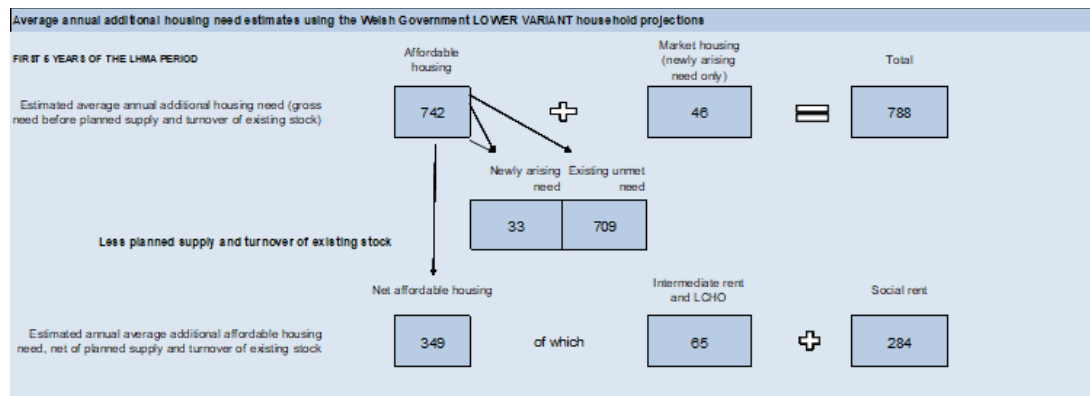 Average annual additional housing need estimates using the Welsh Government LOWER VARIANT household projections
FIRST 5 YEARS OF THE LHMA PERIOD
Affordable
housing
Market housing
(newly arising
need only)
Total
Estimated average annual additional housing need (gross
need before planned supply and turnover of existing stock)
742
46
788
Newly arising
need
Existing unmet
need
33
709
Less planned supply and turnover of existing stock
Net affordable housing
Intermediate rent
and LCHO
Social rent
Estimated annual average additional affordable housing
need, net of planned supply and turnover of existing stock
349
of which
65
284